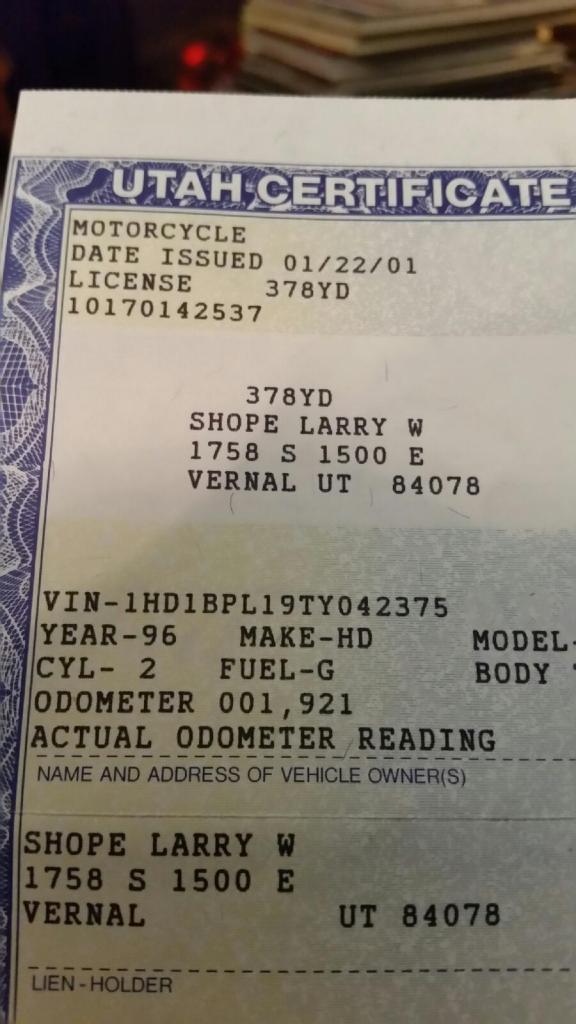 UTAH CERTIFICATE
MOTORCYCLE
DATE ISSUED 01/22/01
LICENSE 378YD
10170142537
378YD
SHOPE LARRY W
1758 S 1500 E
VERNAL UT 84078
VIN-1HD1BPL19TY042375
YEAR-96 MAKE-HD MODEL-
CYL- 2 FUEL-G BODY
ODOMETER 001,921
ACTUAL ODOMETER READING
NAME AND ADDRESS OF VEHICLE OWNER(S)
SHOPE LARRY W
1758 S 1500 E
VERNAL UT 84078
LIEN-HOLDER